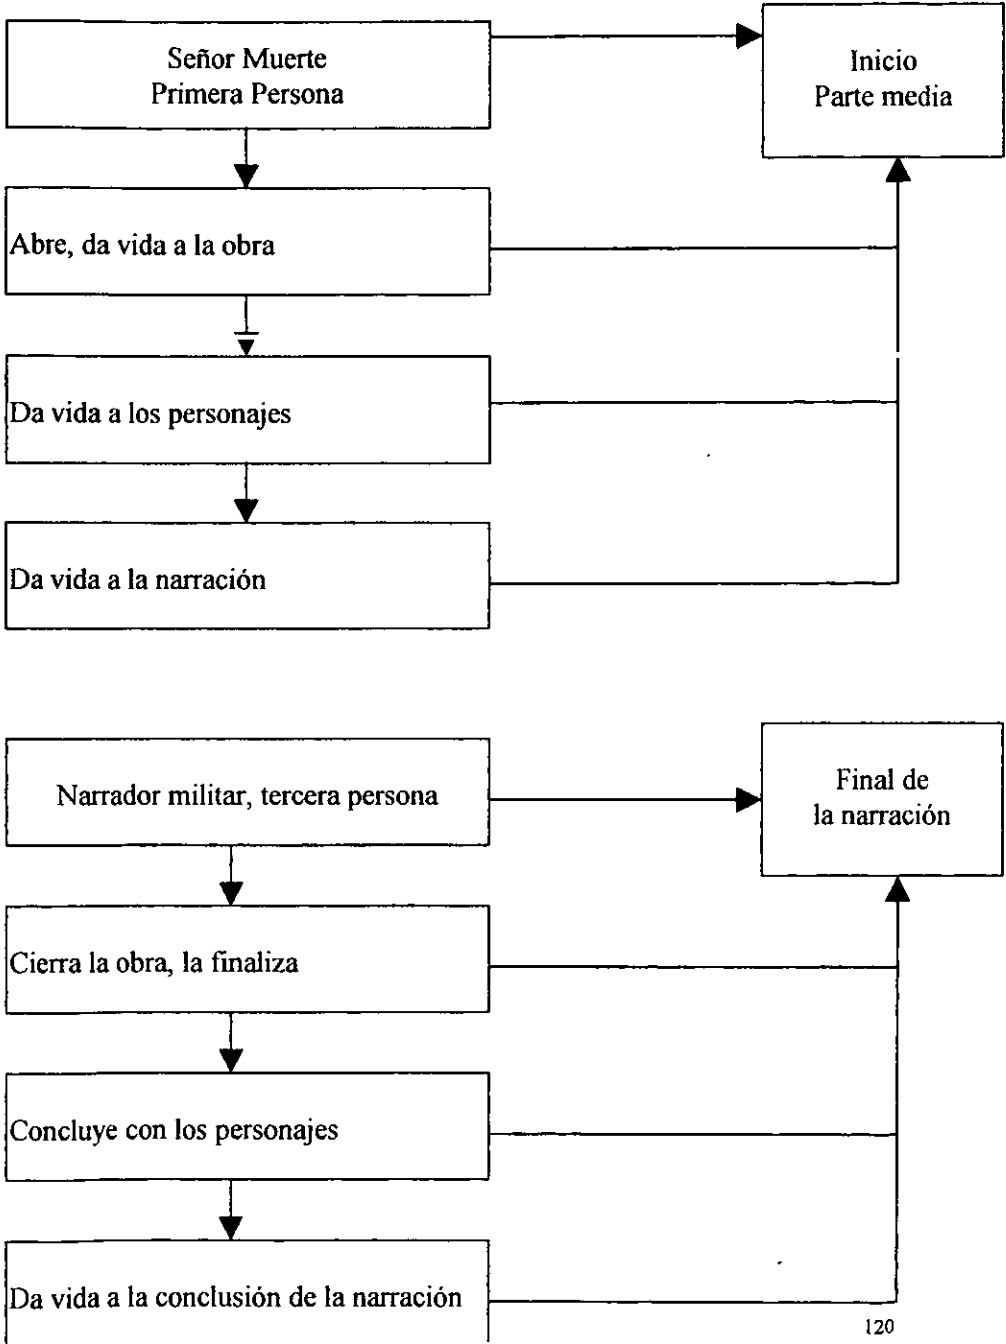 Señor Muerte
Primera Persona
Inicio
Parte media
Abre, da vida a la obra
Da vida a los personajes
Da vida a la narración
Narrador militar, tercera persona
Final de
la narración
Cierra la obra, la finaliza
Concluye con los personajes
Da vida a la conclusión de la narración
120